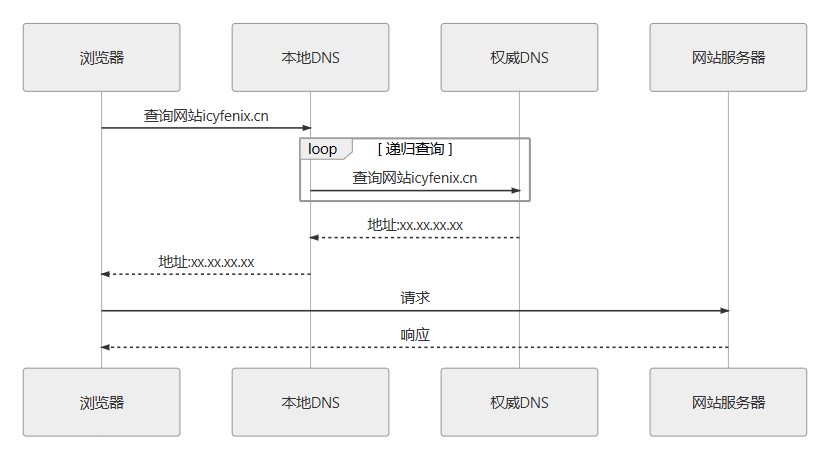 浏览器
本地DNS
权威DNS
网站服务器
查询网站icyfenix.cn
loop
[ 递归查询 ]
查询网站icyfenix.cn
地址:xx.xx.xx.xx
地址:xx.xx.xx.xx
请求
响应
浏览器
本地DNS
权威DNS
网站服务器